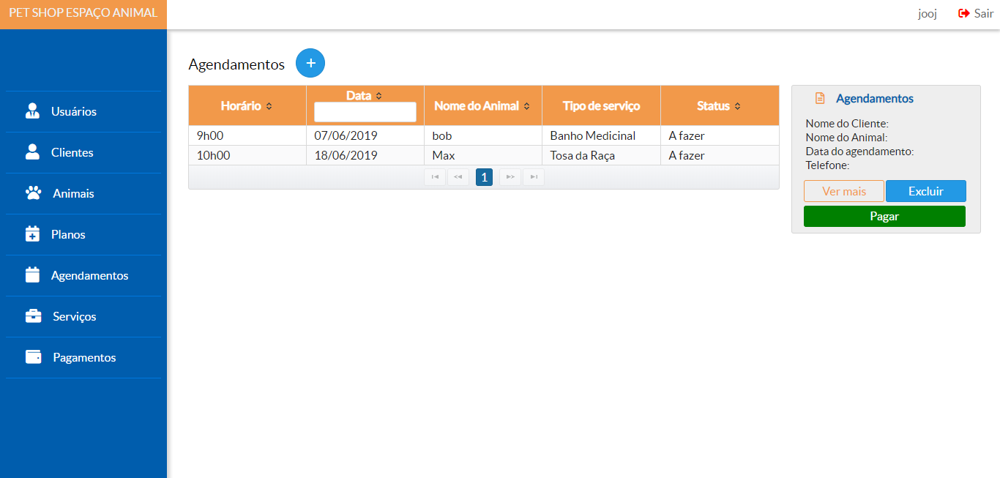 PET SHOP ESPAÇO ANIMAL
jooj Sair
Usuários
Clientes
Animais
Planos
Agendamentos
Serviços
Pagamentos
Agendamentos +
Horário Data Nome do Animal Tipo de serviço Status
9h00 07/06/2019 bob Banho Medicinal A fazer
10h00 18/06/2019 Max Tosa da Raça A fazer
1
Agendamentos
Nome do Cliente:
Nome do Animal:
Data do agendamento:
Telefone:
Ver mais Excluir
Pagar